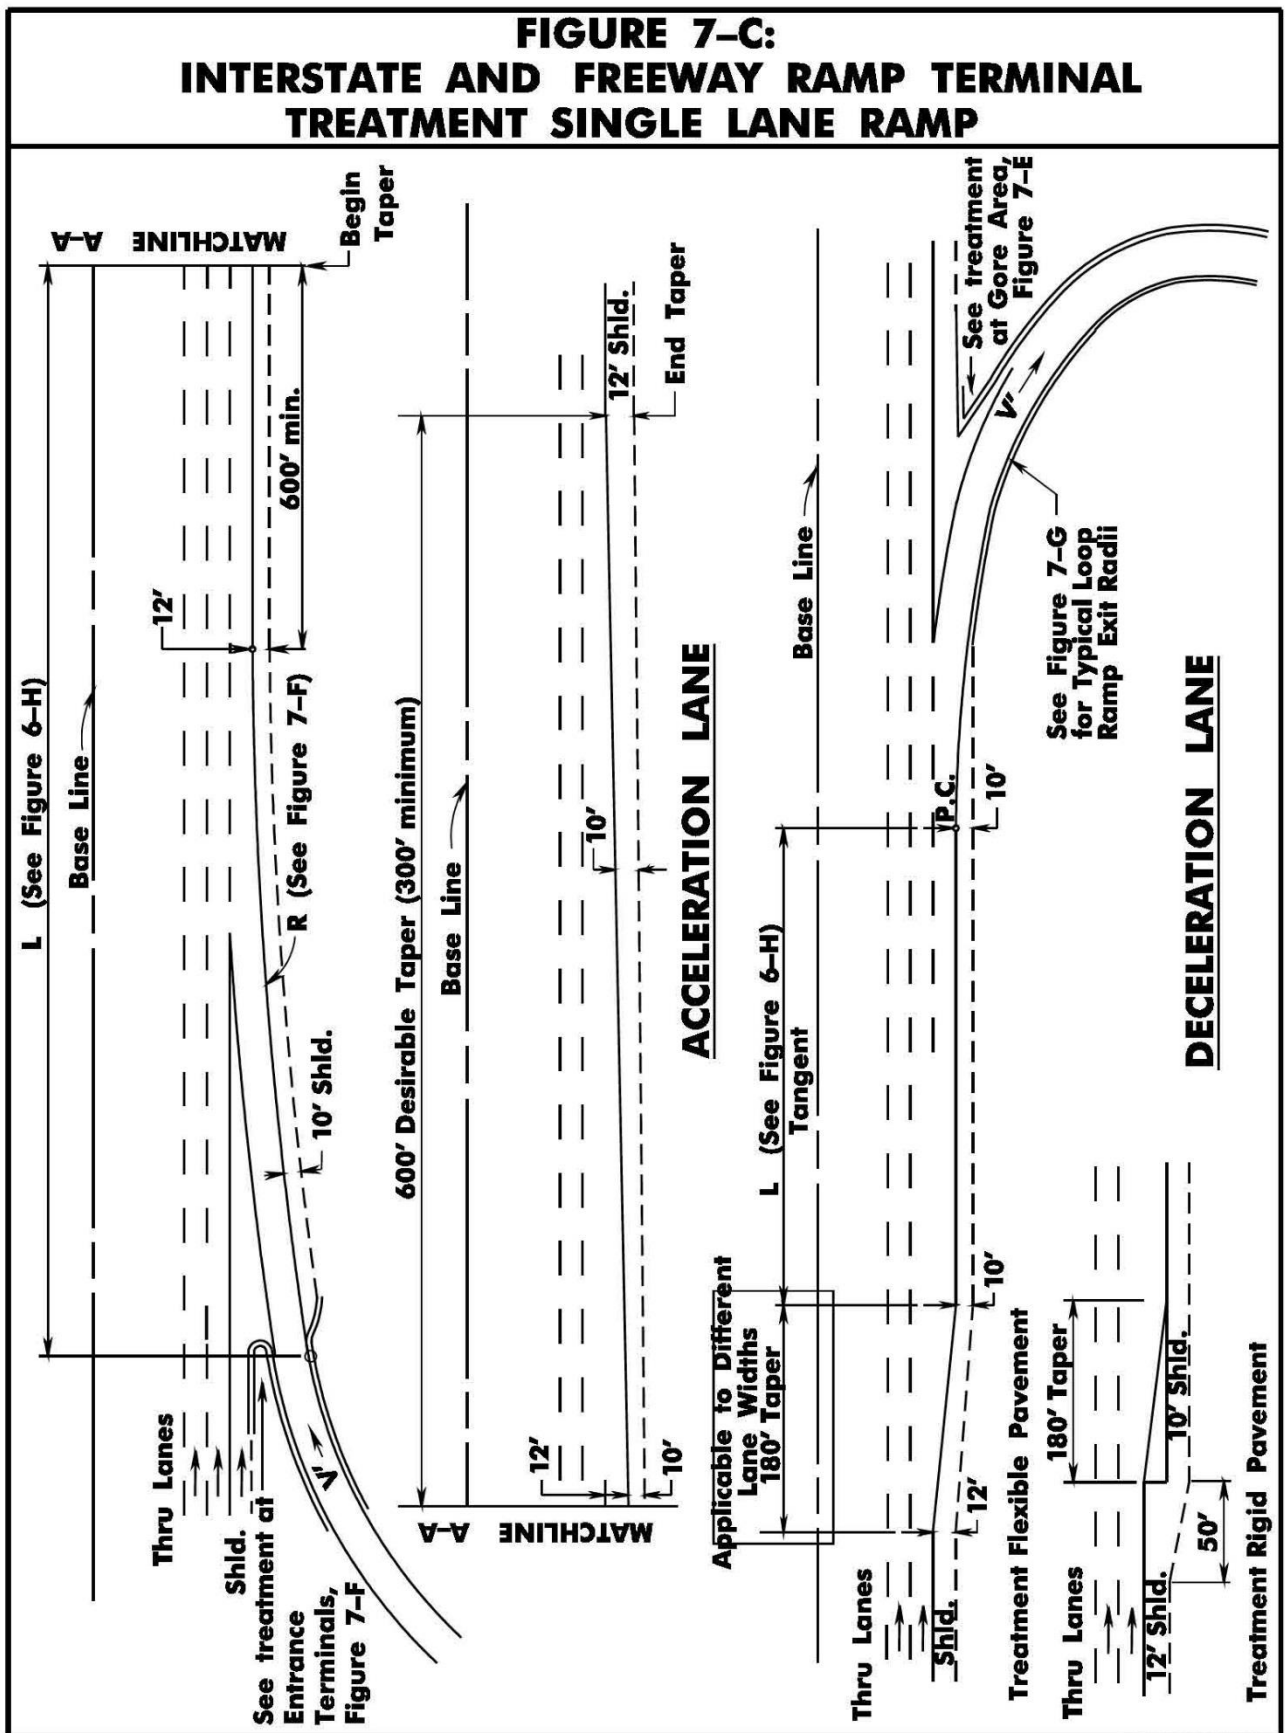 FIGURE 7–C:
INTERSTATE AND FREEWAY RAMP TERMINAL
TREATMENT SINGLE LANE RAMP
L (See Figure 6–H)
Base Line
A–A
MATCHLINE
Begin
Taper
12'
600' min.
R (See Figure 7–F)
10' Shld.
Thru Lanes
Shld.
V'
See treatment at
Entrance
Terminals,
Figure 7–F
600' Desirable Taper (300' minimum)
Base Line
12' Shld.
End Taper
10'
12'
10'
A–A
MATCHLINE
ACCELERATION LANE
Base Line
See treatment
at Gore Area,
Figure 7–E
V'
See Figure 7–G
for Typical Loop
Ramp Exit Radii
P.C.
10'
L (See Figure 6–H)
Tangent
Applicable to Different
Lane Widths
180' Taper
10'
12'
Thru Lanes
Shld.
Treatment Flexible Pavement
DECELERATION LANE
180' Taper
10' Shld.
Thru Lanes
12' Shld.
50'
Treatment Rigid Pavement